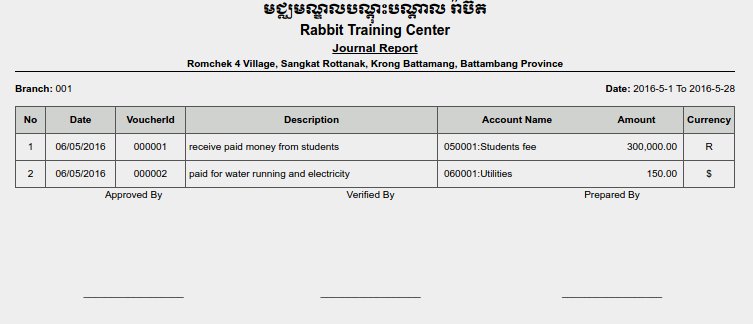 មជ្ឈមណ្ឌលបណ្តុះបណ្តាល រ៉ាប៊ីត
Rabbit Training Center
Journal Report
Romchek 4 Village, Sangkat Rottanak, Krong Battamang, Battambang Province
Branch: 001 Date: 2016-5-1 To 2016-5-28
No Date VoucherId Description Account Name Amount Currency
1 06/05/2016 000001 receive paid money from students 050001:Students fee 300,000.00 R
2 06/05/2016 000002 paid for water running and electricity 060001:Utilities 150.00 $
Approved By Verified By Prepared By